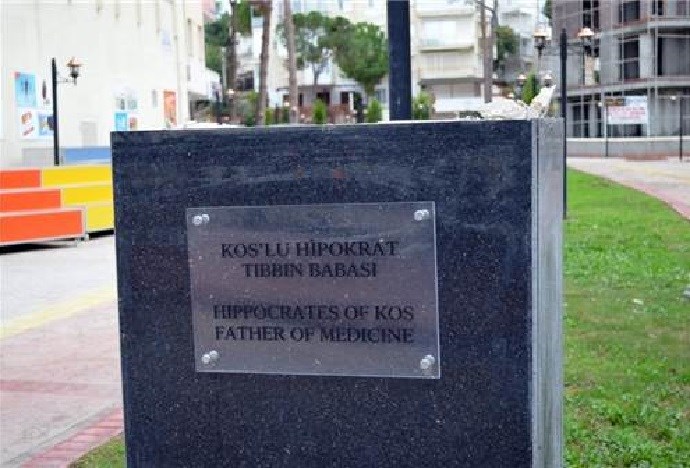 KOS'LU HİPOKRAT
TIBBIN BABASI
HIPPOCRATES OF KOS
FATHER OF MEDICINE